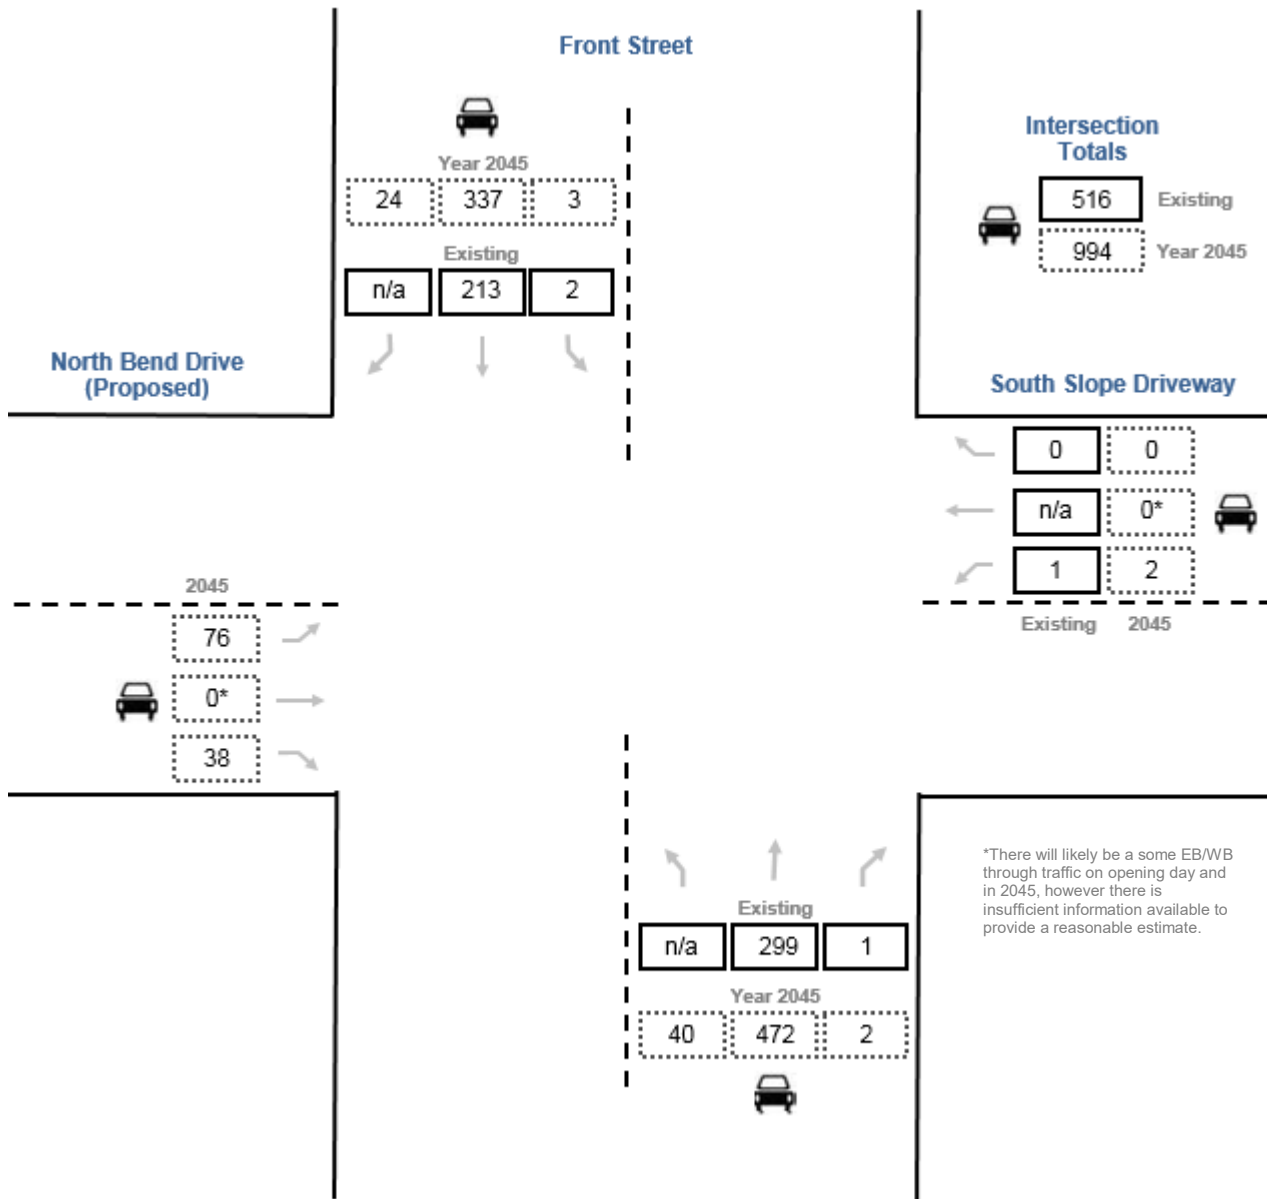 Front Street
Year 2045
24 337 3
Existing
n/a 213 2
Intersection
Totals
516 Existing
994 Year 2045
North Bend Drive
(Proposed)
South Slope Driveway
0 0
n/a 0*
1 2
Existing 2045
2045
76
0*
38
Existing
n/a 299 1
Year 2045
40 472 2
*There will likely be a some EB/WB
through traffic on opening day and
in 2045, however there is
insufficient information available to
provide a reasonable estimate.